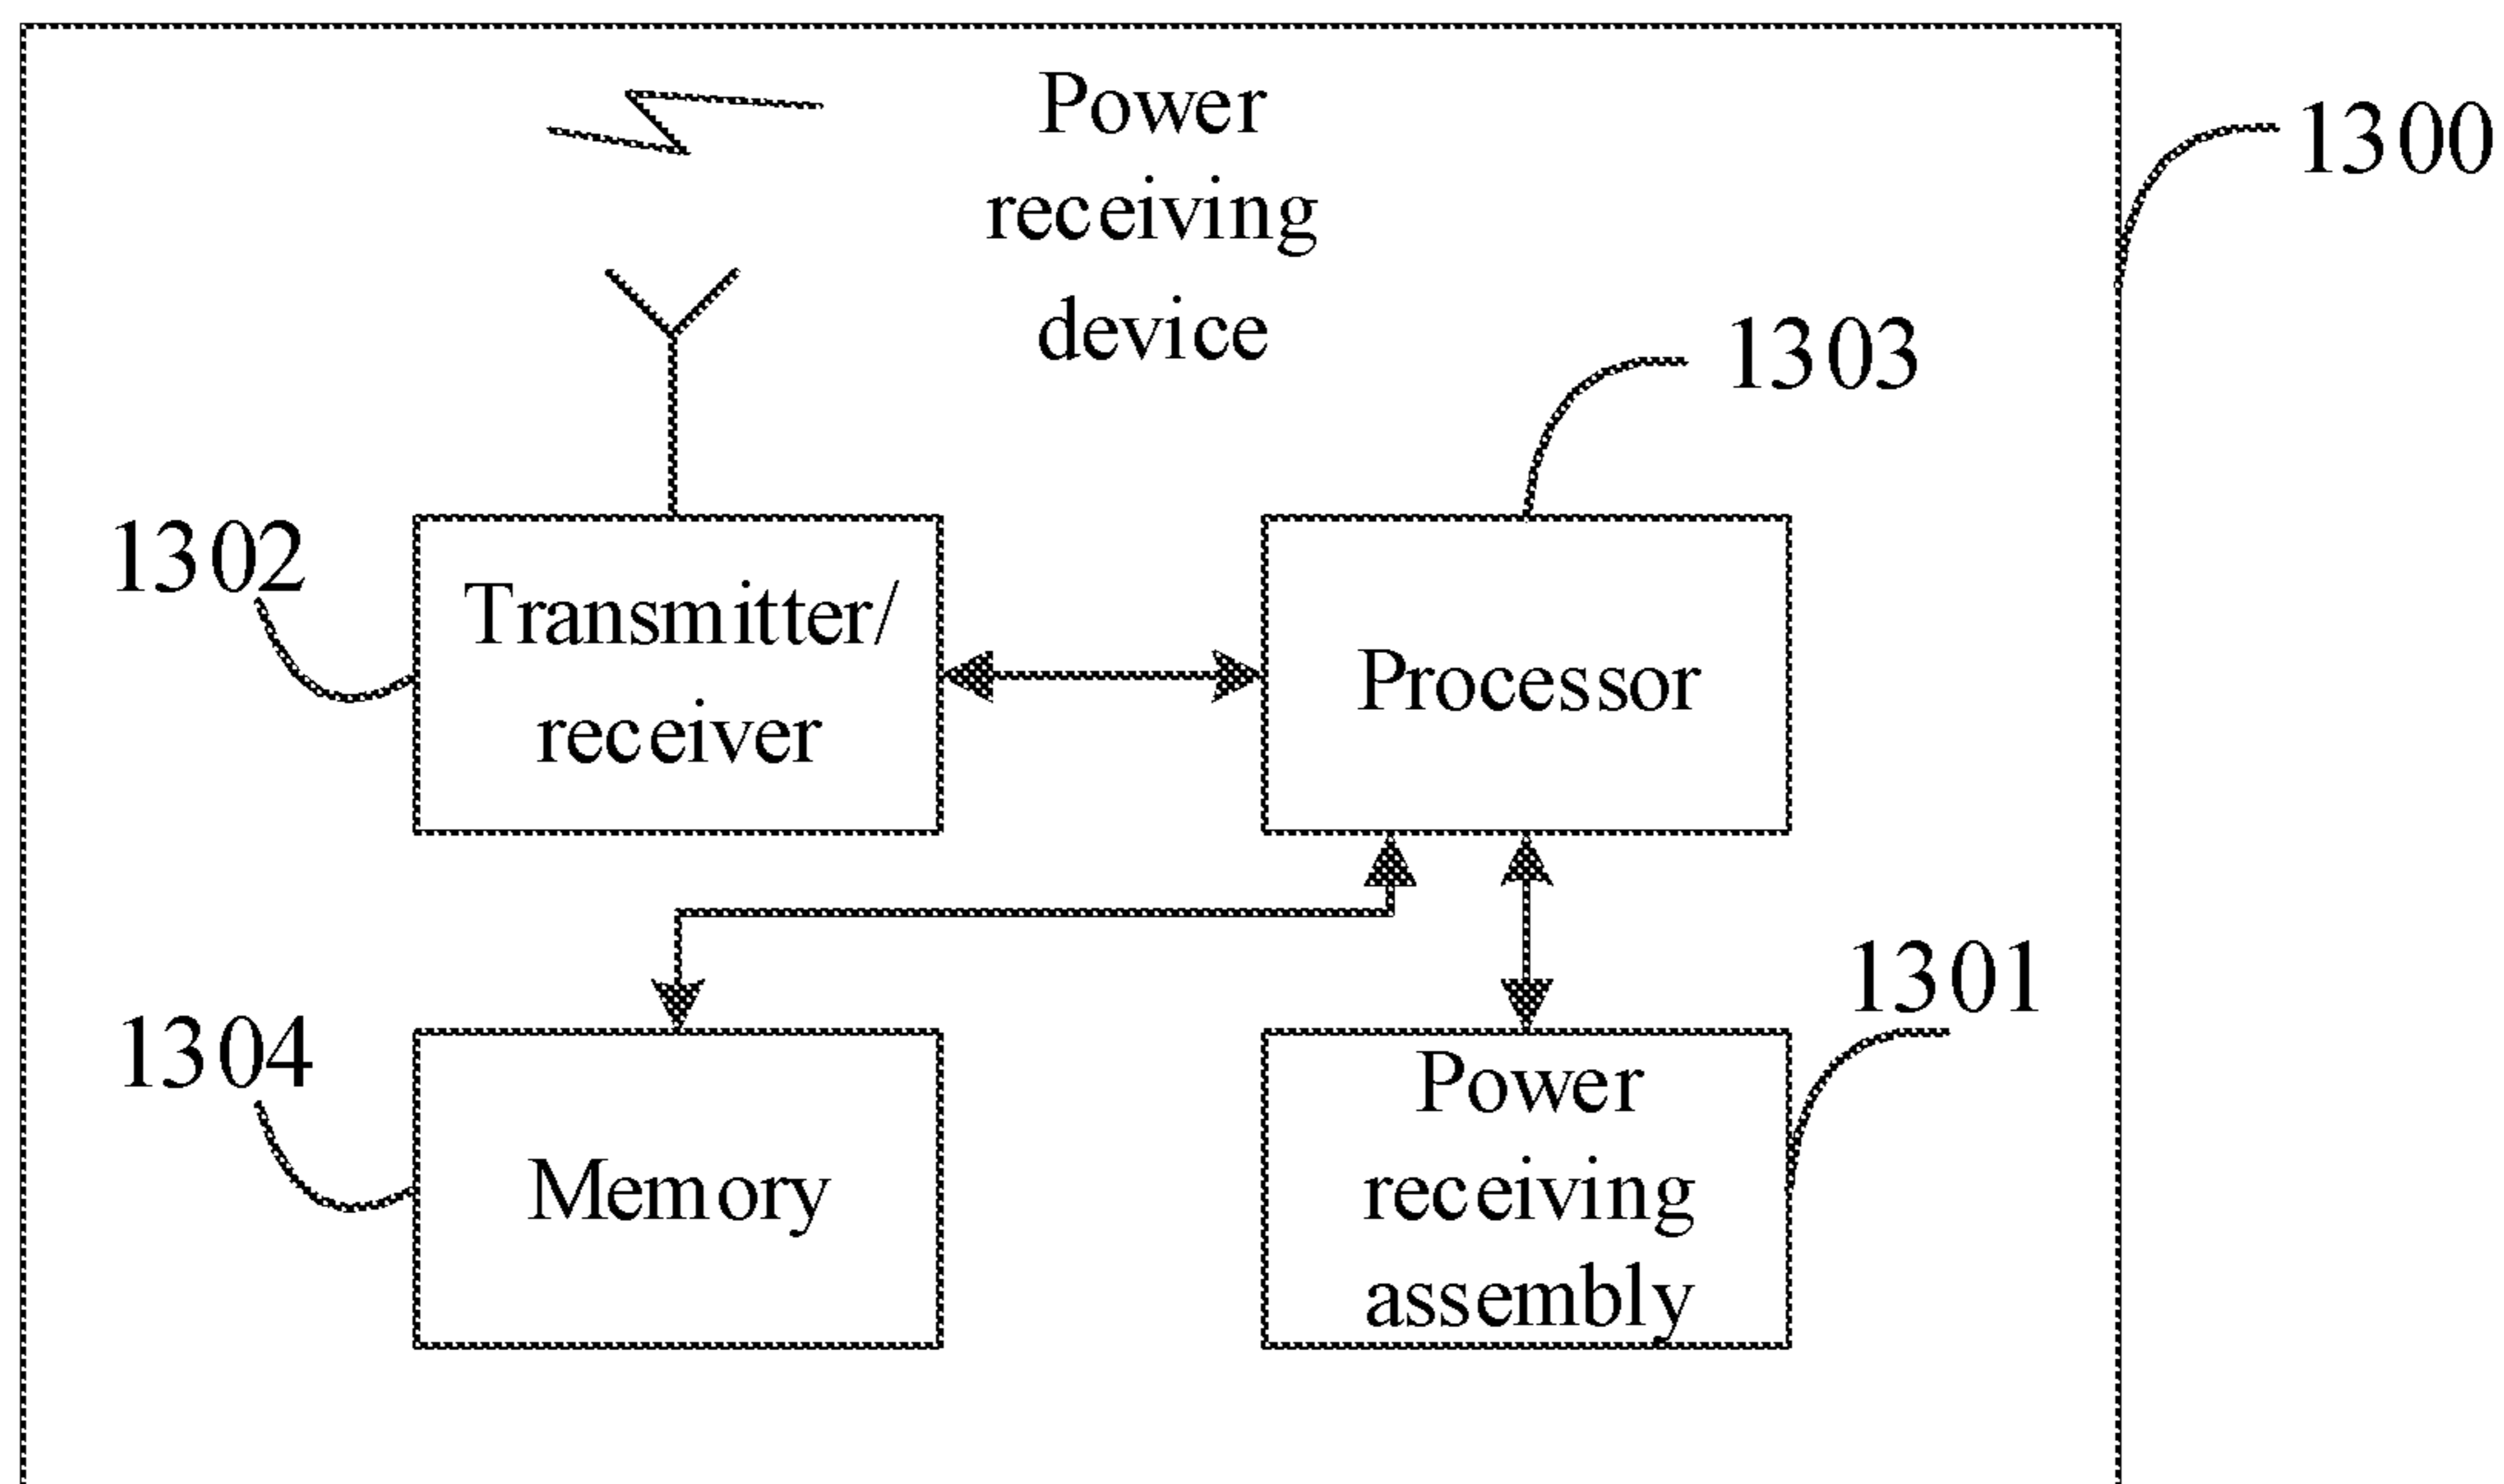 Power
receiving
device
1300
1303
1302
Transmitter/
receiver
Processor
1301
1304
Memory
Power
receiving
assembly